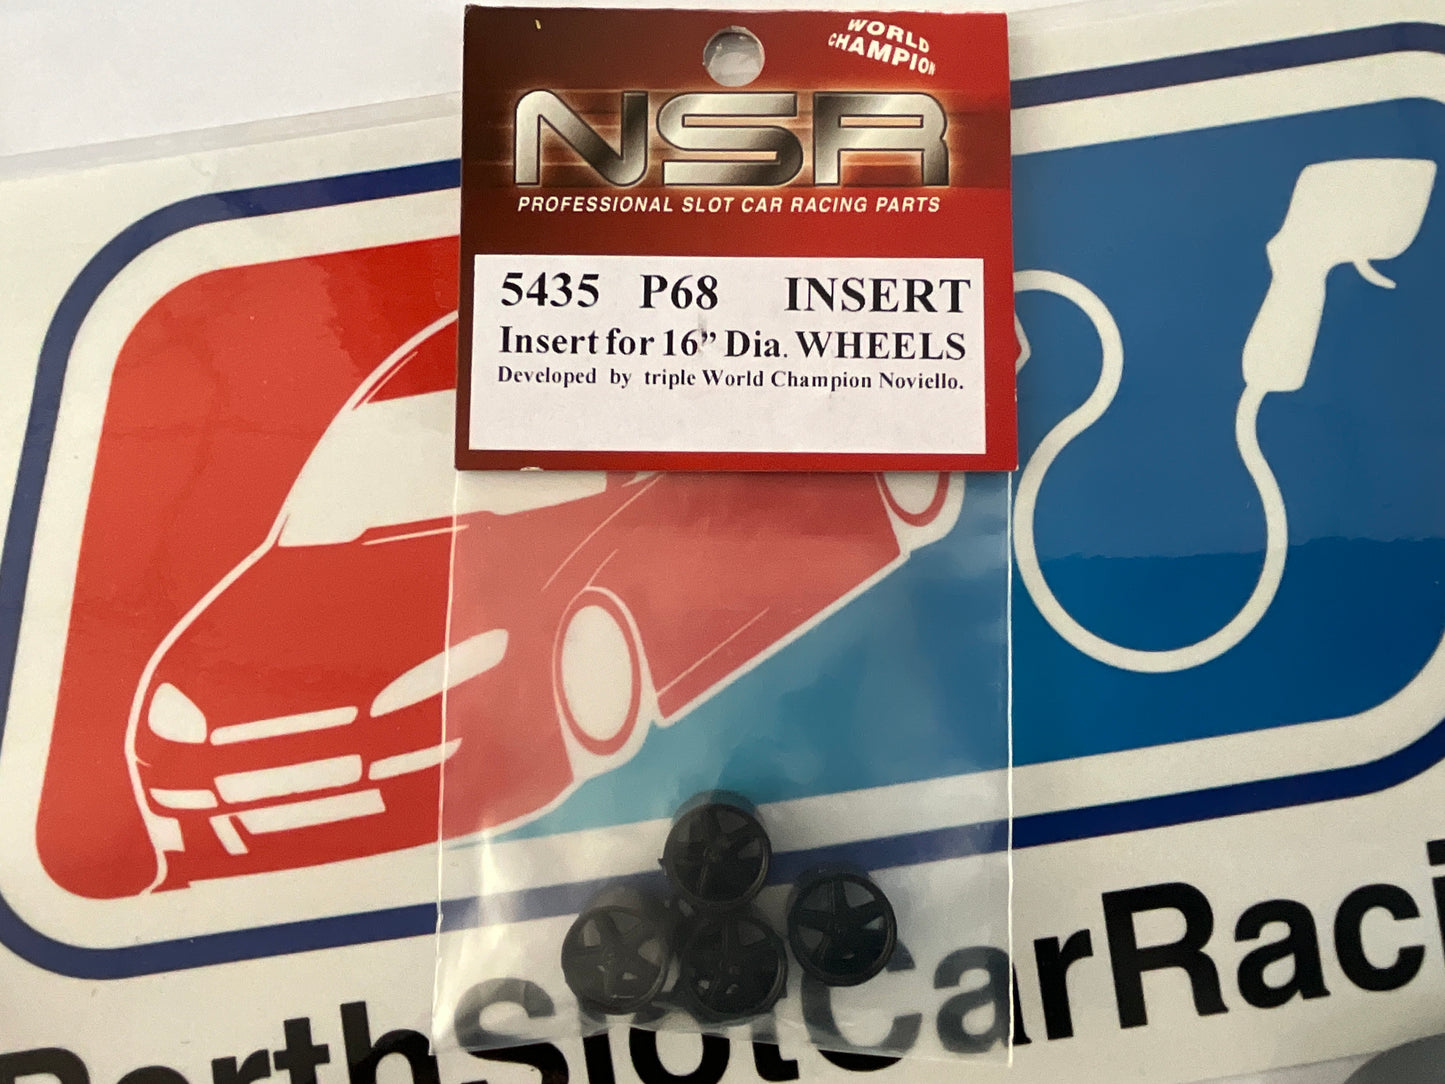 WORLD
CHAMPION
NSR
PROFESSIONAL SLOT CAR RACING PARTS
5435 P68 INSERT
Insert for 16” Dia. WHEELS
Developed by triple World Champion Noviello.
PerthSlotCarRaci